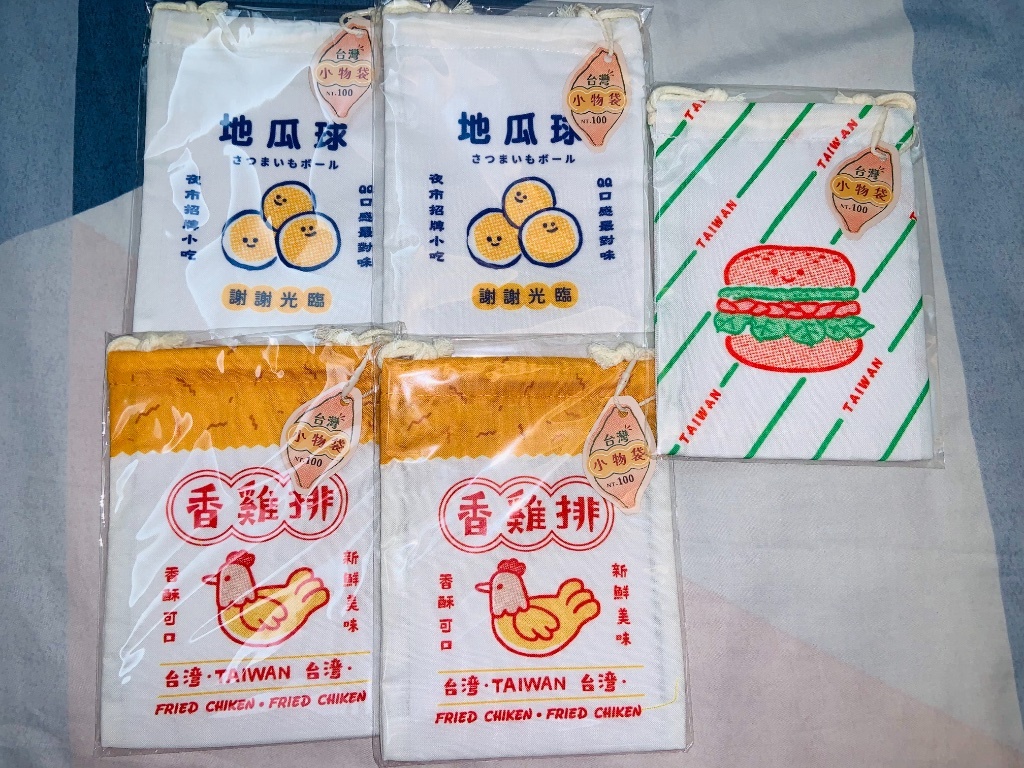 台灣
小物袋
NT.100
地瓜球
さつまいもボール
夜市招牌小吃
QQ口感最對味
謝謝光臨
台灣
小物袋
NT.100
地瓜球
さつまいもボール
夜市招牌小吃
QQ口感最對味
謝謝光臨
台灣
小物袋
NT.100
TAIWAN
TAIWAN
TAIWAN
TAIWAN
台灣
小物袋
NT.100
香雞排
香酥可口
新鮮美味
台湾·TAIWAN 台湾·
FRIED CHIKEN • FRIED CHIKEN
台灣
小物袋
NT.100
香雞排
香酥可口
新鮮美味
台湾·TAIWAN 台湾·
FRIED CHIKEN • FRIED CHIKEN